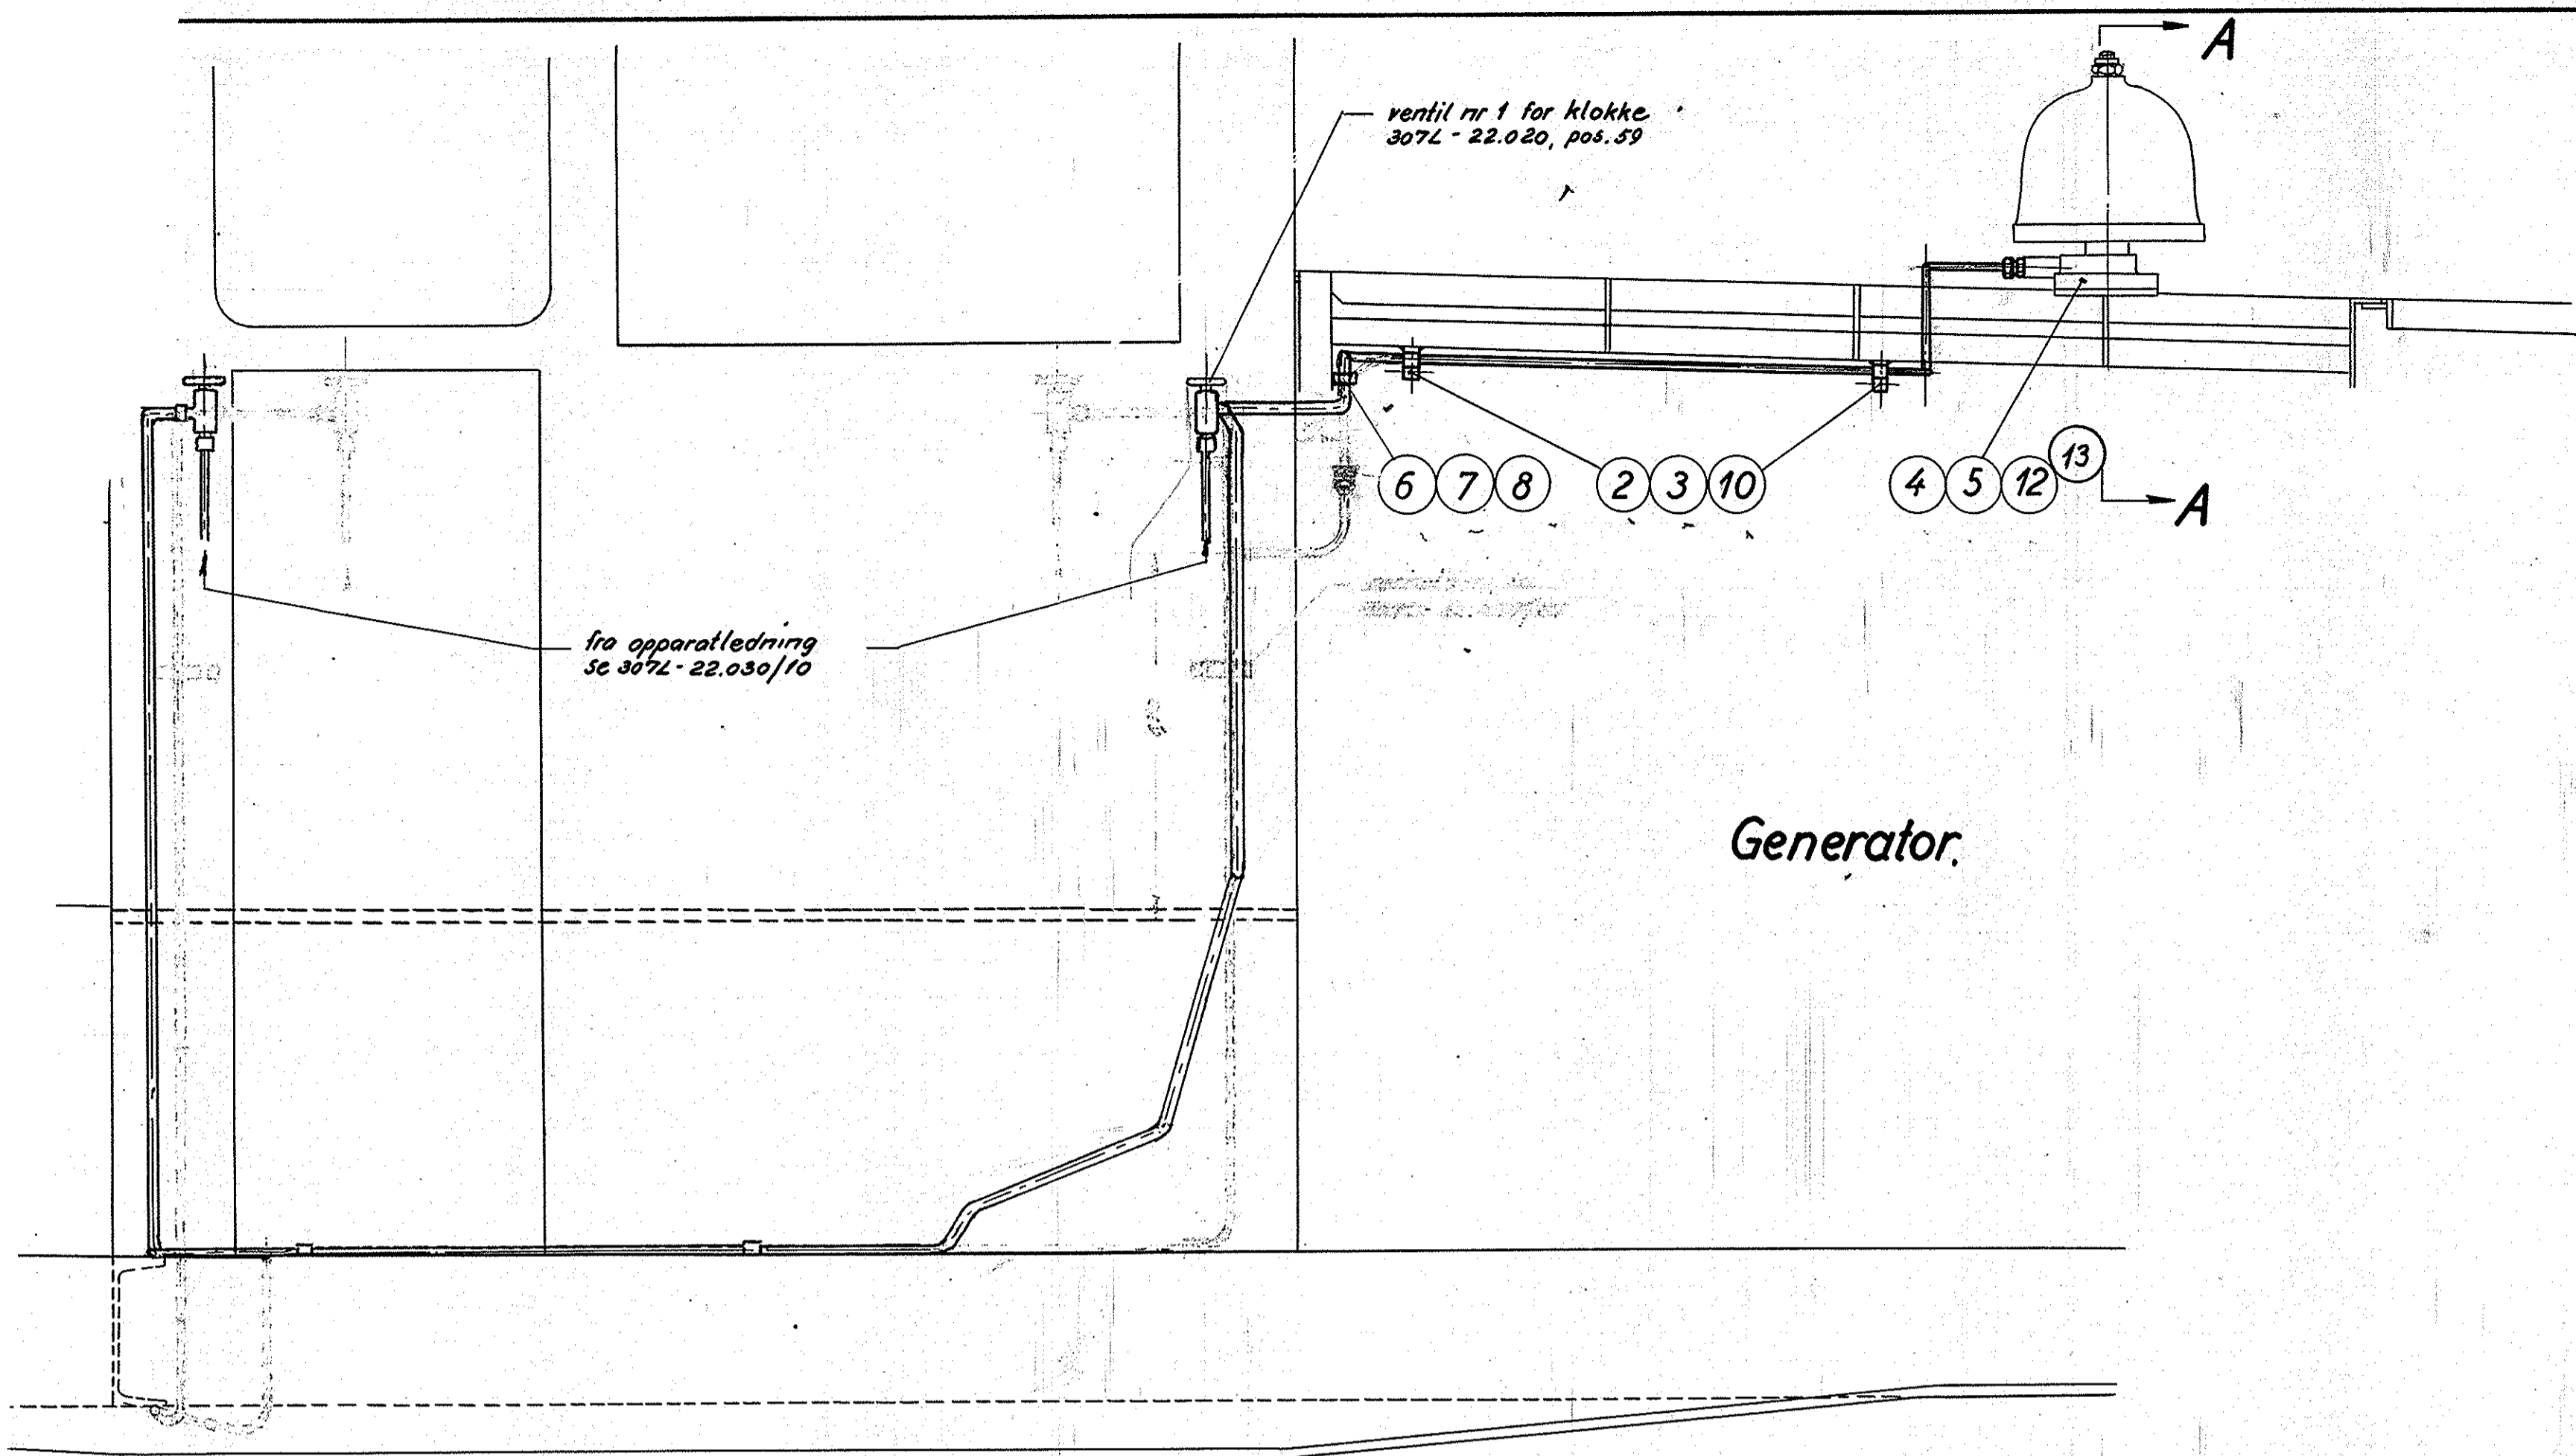 A
ventil nr 1 for klokke
307L - 22.020, pos. 59
6 7 8 2 3 10 4 5 12 13
A
fra opparatledning
Se 307L - 22.030/10
Generator.